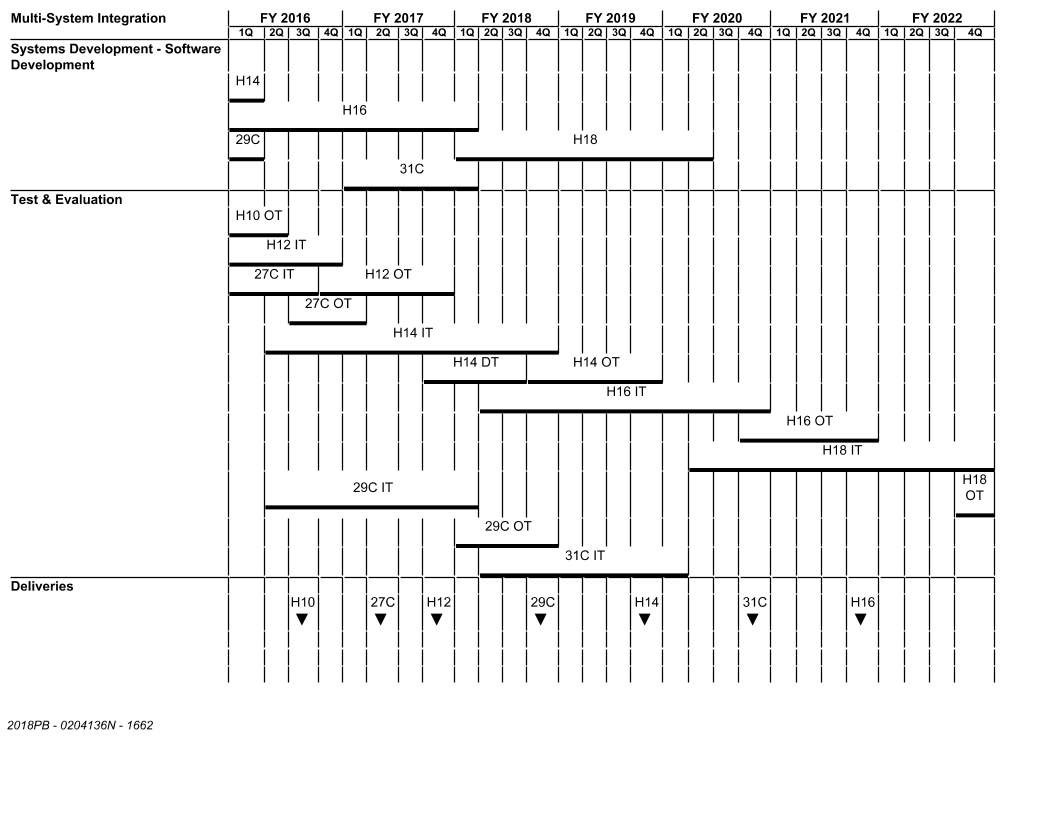 Multi-System Integration FY 2016 FY 2017 FY 2018 FY 2019 FY 2020 FY 2021 FY 2022
1Q 2Q 3Q 4Q 1Q 2Q 3Q 4Q 1Q 2Q 3Q 4Q 1Q 2Q 3Q 4Q 1Q 2Q 3Q 4Q 1Q 2Q 3Q 4Q 1Q 2Q 3Q 4Q
Systems Development - Software
Development
H14
H16
29C H18
31C
Test & Evaluation
H10 OT
H12 IT
27C IT H12 OT
27C OT
H14 IT
H14 DT H14 OT
H16 IT
H16 OT
H18 IT
H18
OT
29C IT
29C OT
31C IT
Deliveries
H10 27C H12 29C H14 31C H16
2018PB - 0204136N - 1662